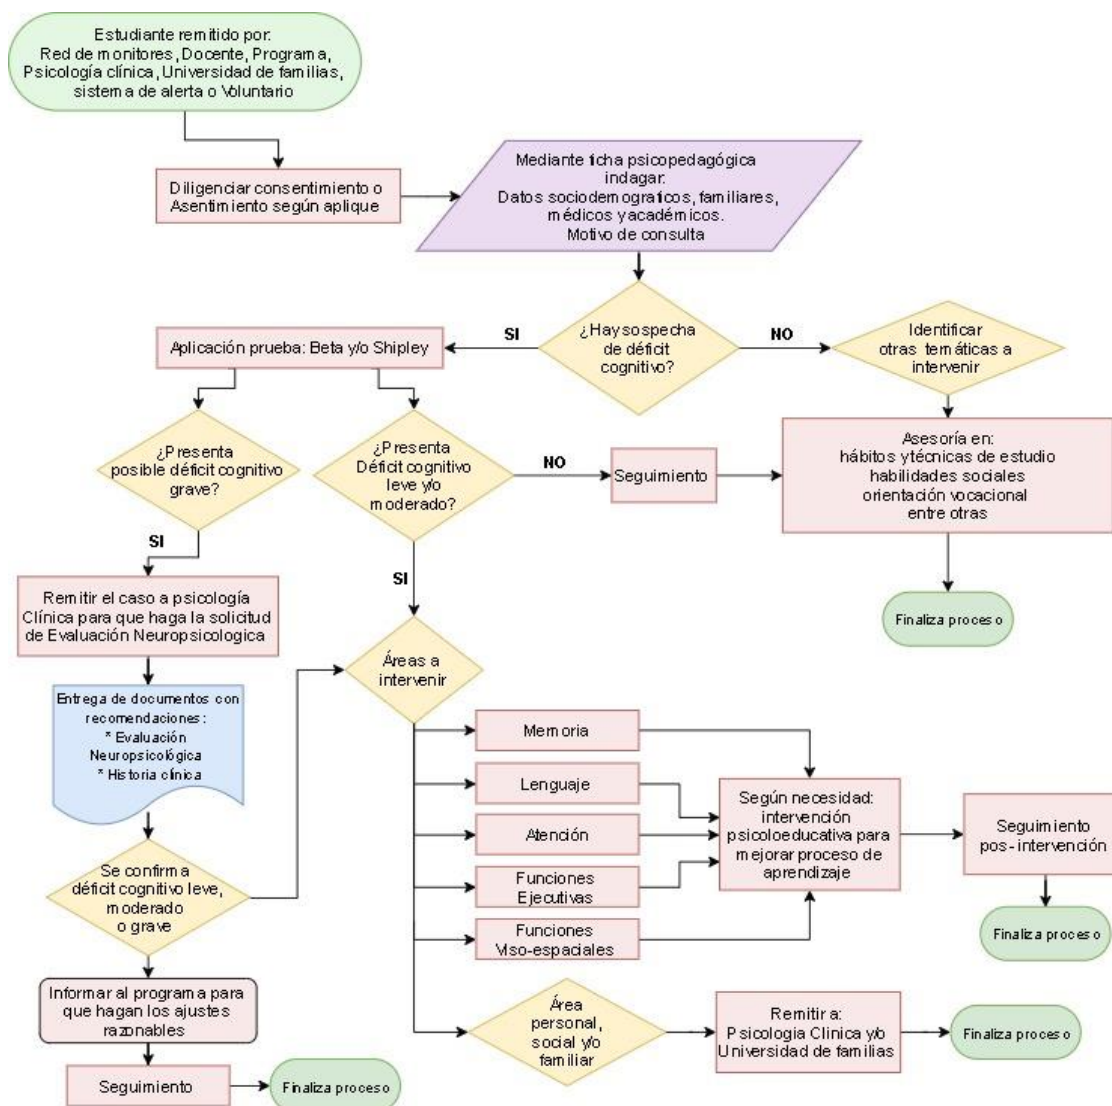 Estudiante remitido por:
Red de monitores, Docente, Programa,
Psicología clínica, Universidad de familias,
sistema de alerta o Voluntario
Diligenciar consentimiento o
Asentimiento según aplique
Mediante ficha psicopedagógica
indagar:
Datos sociodemograficos, familiares,
médicos y académicos.
Motivo de consulta
¿Hay sospecha
de déficit
cognitivo?
SI
NO
Aplicación prueba: Beta y/o Shipley
Identificar
otras temáticas a
intervenir
¿Presenta
posible déficit cognitivo
grave?
¿Presenta
Déficit cognitivo
leve y/o
moderado?
NO
Seguimiento
Asesoría en:
hábitos y técnicas de estudio
habilidades sociales
orientación vocacional
entre otras
SI
SI
Finaliza proceso
Remitir el caso a psicología
Clínica para que haga la solicitud
de Evaluación Neuropsicologica
Áreas a
intervenir
Entrega de documentos con
recomendaciones:
* Evaluación
Neuropsicológica
* Historia clínica
Memoria
Lenguaje
Atención
Funciones
Ejecutivas
Funciones
Viso-espaciales
Según necesidad:
intervención
psicoloeducativa para
mejorar proceso de
aprendizaje
Seguimiento
pos-intervención
Finaliza proceso
Se confirma
déficit cognitivo leve,
moderado
o grave
Informar al programa para
que hagan los ajustes
razonables
Seguimiento
Finaliza proceso
Área
personal,
social y/o
familiar
Remitir a:
Psicologia Clinica y/o
Universidad de familias
Finaliza proceso